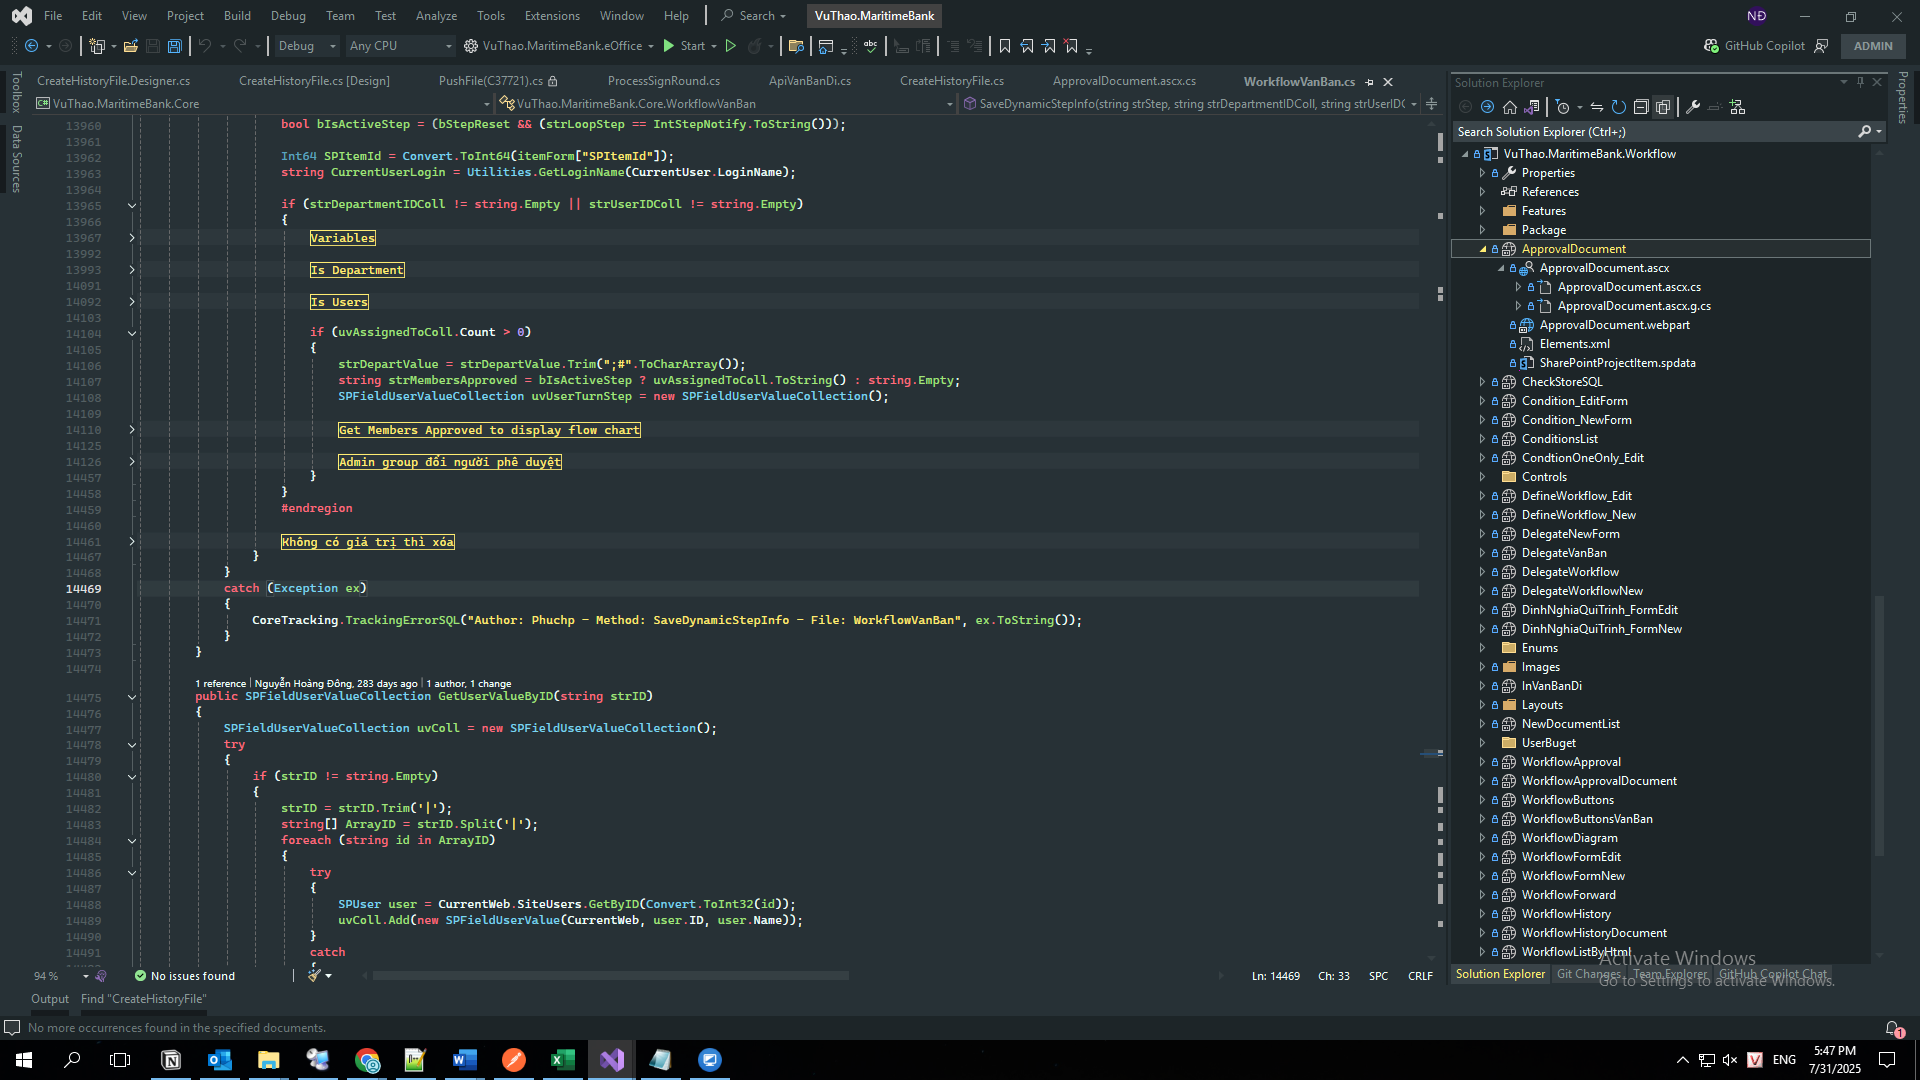 File Edit View Project Build Debug Team Test Analyze Tools Extensions Window Help Search VuThao.MaritimeBank NĐ
Debug Any CPU VuThao.MaritimeBank.eOffice Start abc GitHub Copilot ADMIN
CreateHistoryFile.Designer.cs CreateHistoryFile.cs [Design] PushFile(C37721).cs ProcessSignRound.cs ApiVanBanDi.cs CreateHistoryFile.cs ApprovalDocument.ascx.cs WorkflowVanBan.cs
VuThao.MaritimeBank.Core VuThao.MaritimeBank.Core.WorkflowVanBan SaveDynamicStepInfo(string strStep, string strDepartmentIDColl, string strUserIDC
Toolbox
Data Sources
13960 bool bIsActiveStep = (bStepReset && (strLoopStep == IntStepNotify.ToString()));
13961
13962 Int64 SPItemId = Convert.ToInt64(itemForm["SPItemId"]);
13963 string CurrentUserLogin = Utilities.GetLoginName(CurrentUser.LoginName);
13964
13965 if (strDepartmentIDColl != string.Empty || strUserIDColl != string.Empty)
13966 {
13967 Variables
13992
13993 Is Department
14091
14092 Is Users
14103
14104 if (uvAssignedToColl.Count > 0)
14105 {
14106 strDepartValue = strDepartValue.Trim(";#".ToCharArray());
14107 string strMembersApproved = bIsActiveStep ? uvAssignedToColl.ToString() : string.Empty;
14108 SPFieldUserValueCollection uvUserTurnStep = new SPFieldUserValueCollection();
14109
14110 Get Members Approved to display flow chart
14125
14126 Admin group đổi người phê duyệt
14457 }
14458 }
14459 #endregion
14460
14461 Không có giá trị thì xóa
14467 }
14468 }
14469 catch (Exception ex)
14470 {
14471 CoreTracking.TrackingErrorSQL("Author: Phuchp - Method: SaveDynamicStepInfo - File: WorkflowVanBan", ex.ToString());
14472 }
14473 }
14474
1 reference | Nguyễn Hoàng Đông, 283 days ago | 1 author, 1 change
14475 public SPFieldUserValueCollection GetUserValueByID(string strID)
14476 {
14477 SPFieldUserValueCollection uvColl = new SPFieldUserValueCollection();
14478 try
14479 {
14480 if (strID != string.Empty)
14481 {
14482 strID = strID.Trim('|');
14483 string[] ArrayID = strID.Split('|');
14484 foreach (string id in ArrayID)
14485 {
14486 try
14487 {
14488 SPUser user = CurrentWeb.SiteUsers.GetByID(Convert.ToInt32(id));
14489 uvColl.Add(new SPFieldUserValue(CurrentWeb, user.ID, user.Name));
14490 }
14491 catch
{
94 % No issues found Ln: 14469 Ch: 33 SPC CRLF
Output Find "CreateHistoryFile"
No more occurrences found in the specified documents.
Solution Explorer
Search Solution Explorer (Ctrl+;)
VuThao.MaritimeBank.Workflow
Properties
References
Features
Package
ApprovalDocument
ApprovalDocument.ascx
ApprovalDocument.ascx.cs
ApprovalDocument.ascx.g.cs
ApprovalDocument.webpart
Elements.xml
SharePointProjectItem.spdata
CheckStoreSQL
Condition_EditForm
Condition_NewForm
ConditionsList
CondtionOneOnly_Edit
Controls
DefineWorkflow_Edit
DefineWorkflow_New
DelegateNewForm
DelegateVanBan
DelegateWorkflow
DelegateWorkflowNew
DinhNghiaQuiTrinh_FormEdit
DinhNghiaQuiTrinh_FormNew
Enums
Images
InVanBanDi
Layouts
NewDocumentList
UserBuget
WorkflowApproval
WorkflowApprovalDocument
WorkflowButtons
WorkflowButtonsVanBan
WorkflowDiagram
WorkflowFormEdit
WorkflowFormNew
WorkflowForward
WorkflowHistory
WorkflowHistoryDocument
WorkflowListByHtml
Solution Explorer Git Changes Team Explorer GitHub Copilot Chat
Properties
Activate Windows
Go to Settings to activate Windows.
1
ENG
5:47 PM
7/31/2025